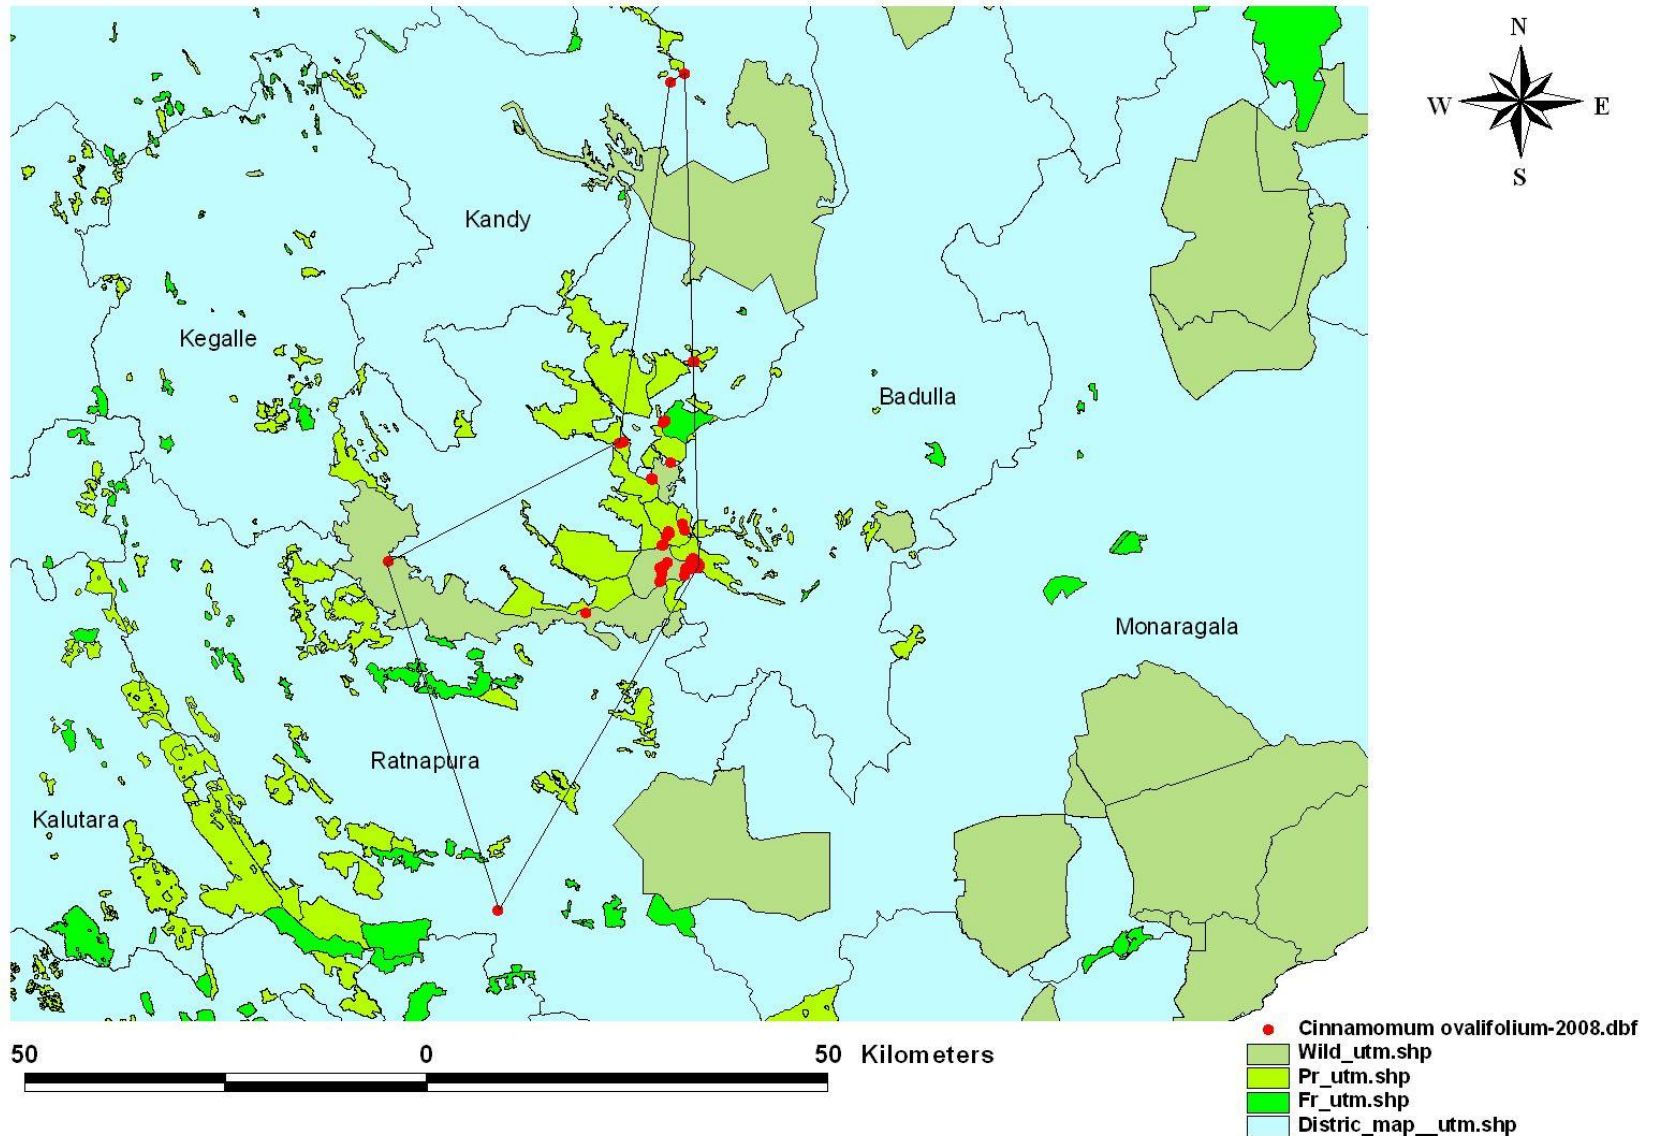 N
W E
S
Kandy
Kegalle
Badulla
Monaragala
Ratnapura
Kalutara
50 0 50 Kilometers
Cinnamomum ovalifolium-2008.dbf
Wild_utm.shp
Pr_utm.shp
Fr_utm.shp
Distric_map__utm.shp